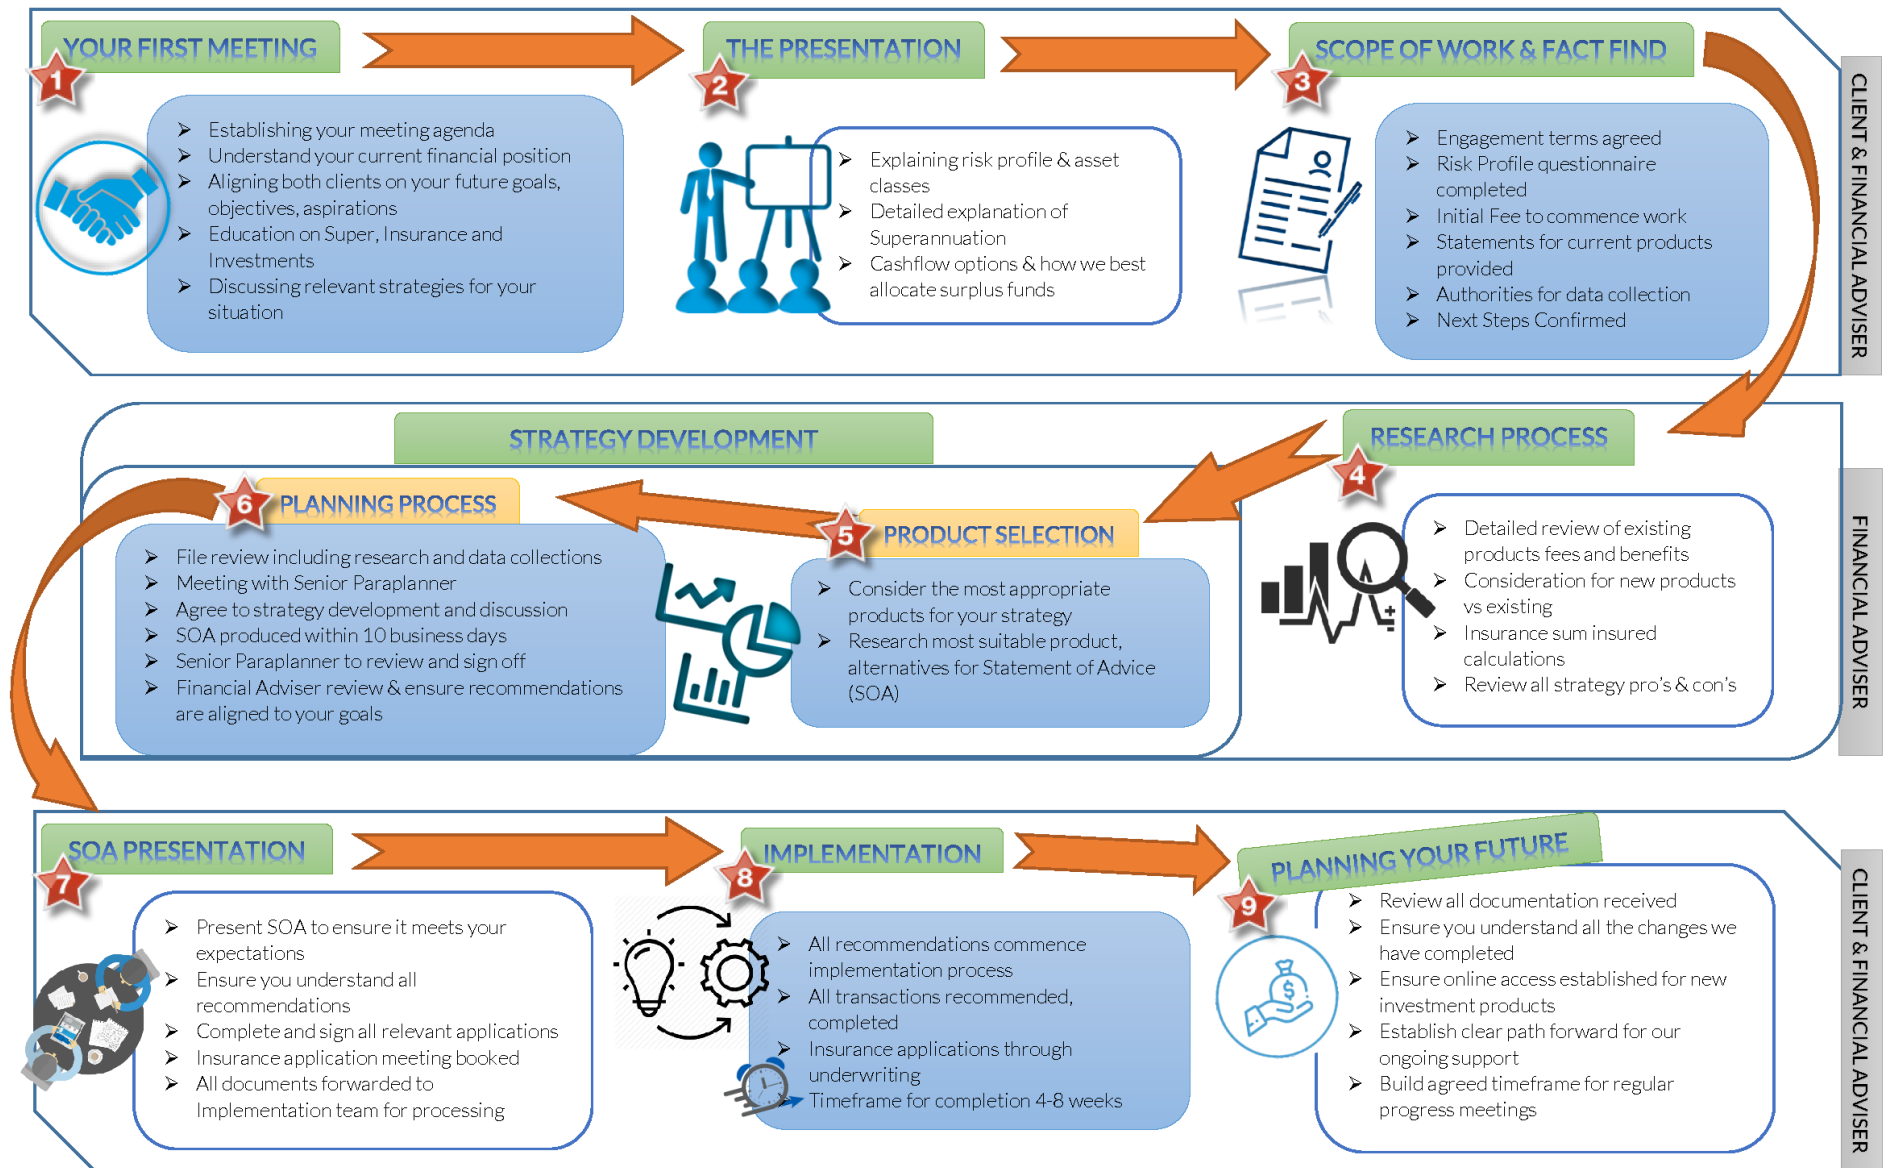 YOUR FIRST MEETING
1
➢ Establishing your meeting agenda
➢ Understand your current financial position
➢ Aligning both clients on your future goals,
objectives, aspirations
➢ Education on Super, Insurance and
Investments
➢ Discussing relevant strategies for your
situation
THE PRESENTATION
2
➢ Explaining risk profile & asset
classes
➢ Detailed explanation of
Superannuation
➢ Cashflow options & how we best
allocate surplus funds
SCOPE OF WORK & FACT FIND
3
➢ Engagement terms agreed
➢ Risk Profile questionnaire
completed
➢ Initial Fee to commence work
➢ Statements for current products
provided
➢ Authorities for data collection
➢ Next Steps Confirmed
CLIENT & FINANCIAL ADVISER
RESEARCH PROCESS
4
➢ Detailed review of existing
products fees and benefits
➢ Consideration for new products
vs existing
➢ Insurance sum insured
calculations
➢ Review all strategy pro's & con's
STRATEGY DEVELOPMENT
5
PRODUCT SELECTION
➢ Consider the most appropriate
products for your strategy
➢ Research most suitable product,
alternatives for Statement of Advice
(SOA)
6
PLANNING PROCESS
➢ File review including research and data collections
➢ Meeting with Senior Paraplanner
➢ Agree to strategy development and discussion
➢ SOA produced within 10 business days
➢ Senior Paraplanner to review and sign off
➢ Financial Adviser review & ensure recommendations
are aligned to your goals
FINANCIAL ADVISER
SOA PRESENTATION
7
➢ Present SOA to ensure it meets your
expectations
➢ Ensure you understand all
recommendations
➢ Complete and sign all relevant applications
➢ Insurance application meeting booked
➢ All documents forwarded to
Implementation team for processing
IMPLEMENTATION
8
➢ All recommendations commence
implementation process
➢ All transactions recommended,
completed
➢ Insurance applications through
underwriting
➢ Timeframe for completion 4-8 weeks
PLANNING YOUR FUTURE
9
$
➢ Review all documentation received
➢ Ensure you understand all the changes we
have completed
➢ Ensure online access established for new
investment products
➢ Establish clear path forward for our
ongoing support
➢ Build agreed timeframe for regular
progress meetings
CLIENT & FINANCIAL ADVISER